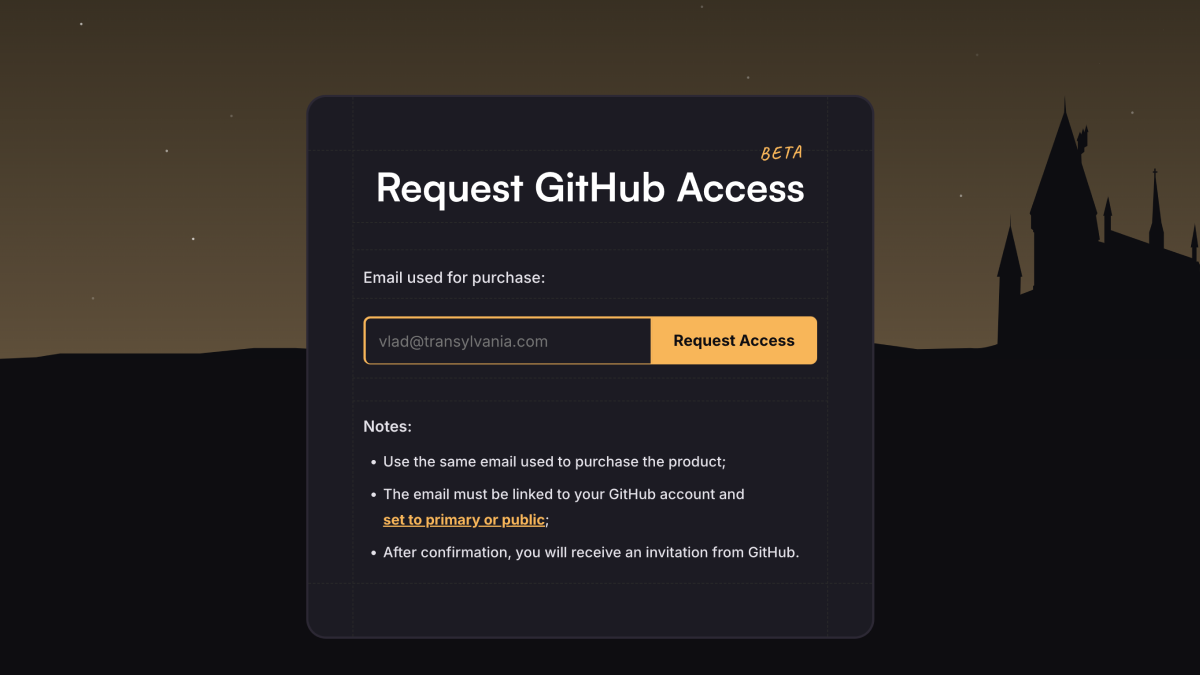 BETA
Request GitHub Access
Email used for purchase:
vlad@transylvania.com
Request Access
Notes:
• Use the same email used to purchase the product;
• The email must be linked to your GitHub account and
set to primary or public;
• After confirmation, you will receive an invitation from GitHub.